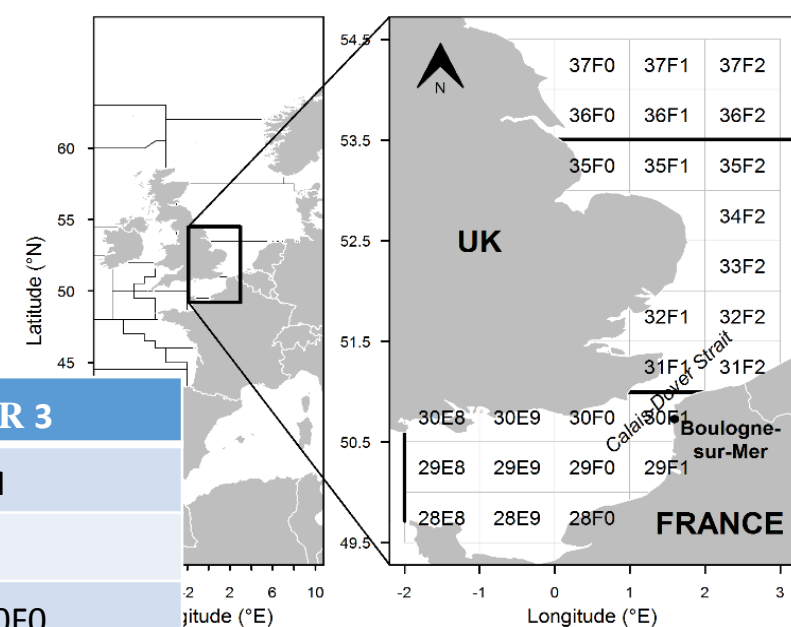 54.5
37F0 37F1 37F2
N
36F0 36F1 36F2
60
53.5
35F0 35F1 35F2
55
34F2
Latitude (°N)
UK
52.5
33F2
50
32F1 32F2
51.5
45
31F1 31F2
Calais-Dover Strait
R 3
30E8 30E9 30F0 30F1
Boulogne-
sur-Mer
50.5
29E8 29E9 29F0 29F1
28E8 28E9 28F0
FRANCE
49.5
-2 2 6 10
-2 -1 0 1 2 3
gitude (°E)
Longitude (°E)